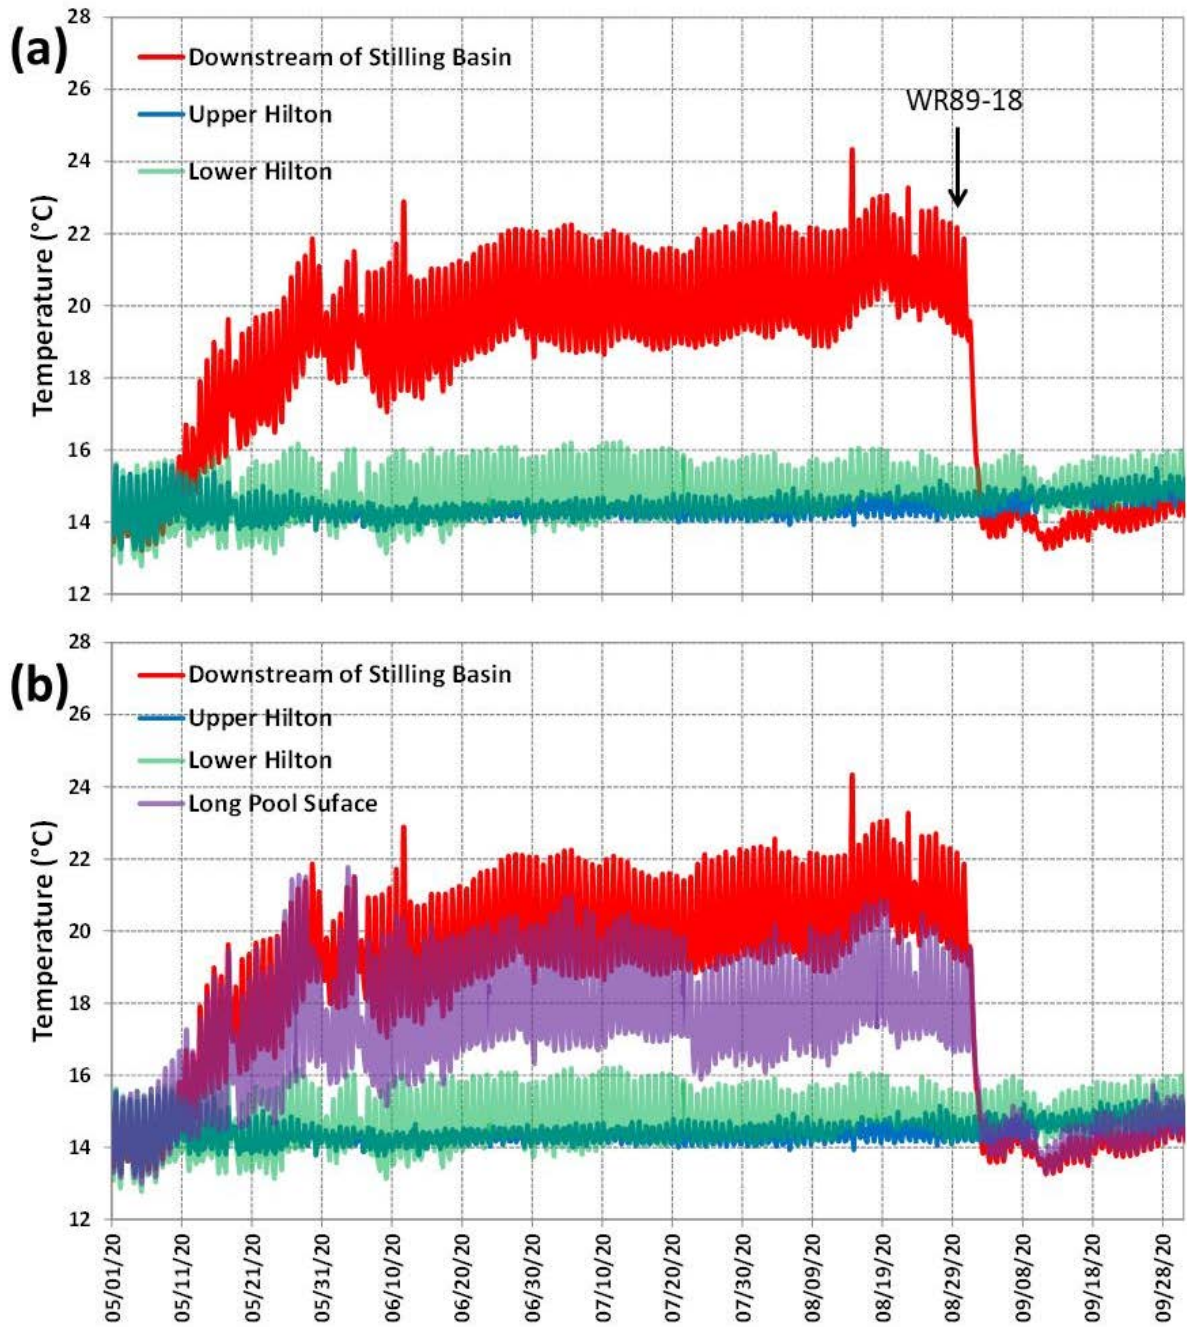 (a)
28
26
24
22
20
18
16
14
12
Temperature (°C)
Downstream of Stilling Basin
Upper Hilton
Lower Hilton
WR89-18
(b)
28
26
24
22
20
18
16
14
12
Temperature (°C)
Downstream of Stilling Basin
Upper Hilton
Lower Hilton
Long Pool Suface
05/01/20
05/11/20
05/21/20
05/31/20
06/10/20
06/20/20
06/30/20
07/10/20
07/20/20
07/30/20
08/09/20
08/19/20
08/29/20
09/08/20
09/18/20
09/28/20